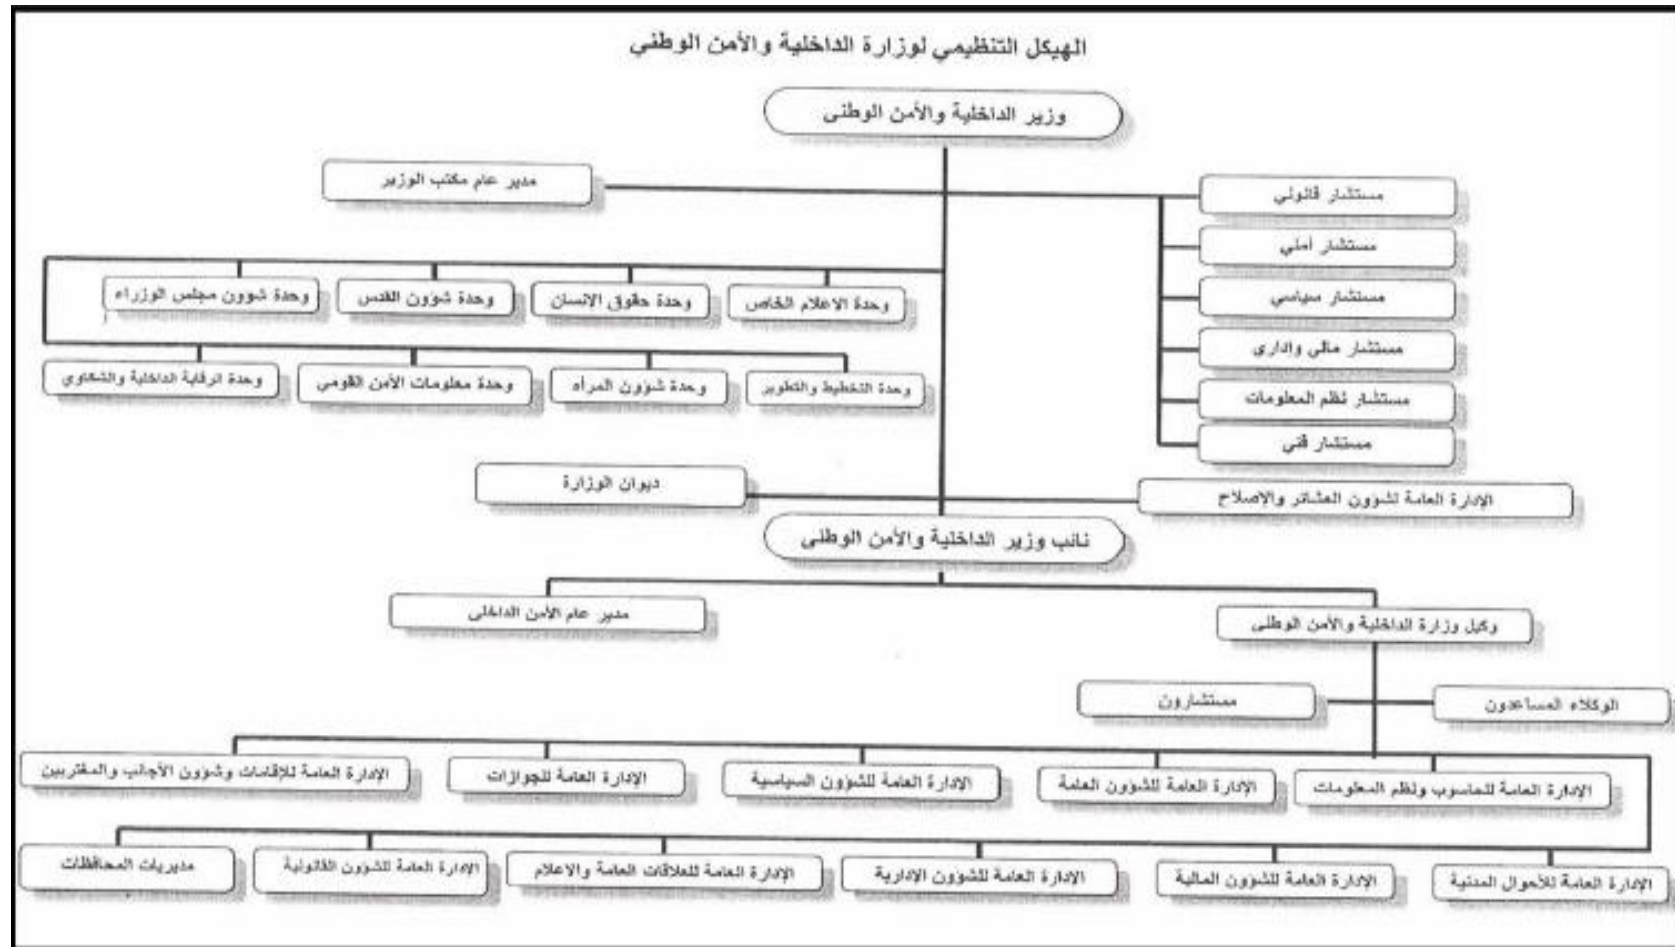 الهيكل التنظيمي لوزارة الداخلية والأمن الوطني
وزير الداخلية والأمن الوطنى
مدير عام مكتب الوزير
مستشار قانوني
مستشار أمني
مستشار سياسي
مستشار مالى وادارى
مستشار نظم المعلومات
مستشار فني
وحدة الاعلام الخاص
وحدة حقوق الانسان
وحدة شؤون القدس
وحدة شؤون مجلس الوزراء
وحدة التخطيط والتطوير
وحدة شؤون المرأه
وحدة معلومات الأمن القومي
وحدة الرقابة الداخلية والشكاوي
ديوان الوزارة
الإدارة العامة لشؤون العشائر والإصلاح
نائب وزير الداخلية والأمن الوطنى
مدير عام الأمن الداخلى
وكيل وزارة الداخلية والأمن الوطنى
مستشارون
الوكلاء المساعدون
الإدارة العامة للحاسوب ونظم المعلومات
الإدارة العامة للشؤون العامة
الإدارة العامة للشؤون السياسية
الإدارة العامة للجوازات
الإدارة العامة للإقامات وشؤون الأجانب والمغتربين
الإدارة العامة للأحوال المدنية
الإدارة العامة للشؤون المالية
الإدارة العامة للشؤون الإدارية
الإدارة العامة للعلاقات العامة والاعلام
الإدارة العامة للشؤون القانونية
مديريات المحافظات